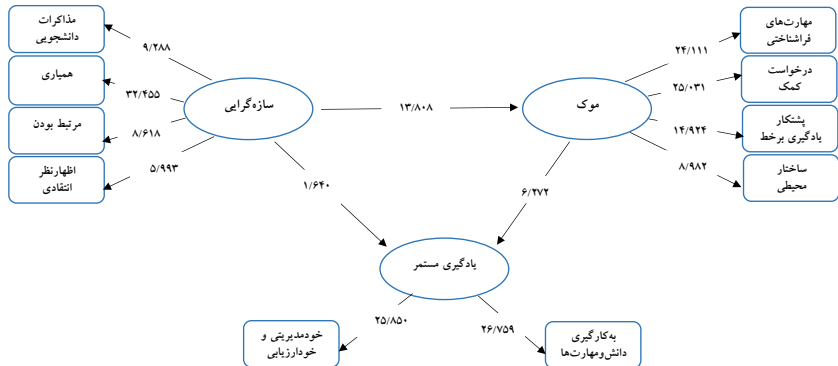 مذاکرات
دانشجویی
همیاری
مرتبط بودن
اظهارنظر
انتقادی
۹/۲۸۸
۳۲/۴۵۵
۸/۶۱۸
۵/۹۹۳
سازه‌گرایی
۱۳/۸۰۸
موک
۲۴/۱۱۱
۲۵/۰۳۱
۱۴/۹۲۴
۸/۹۸۲
مهارت‌های
فراشناختی
درخواست
کمک
پشتکار
یادگیری برخط
ساختار
محیطی
۱/۶۴۰
۶/۲۷۲
یادگیری مستمر
۲۵/۸۵۰
۲۶/۷۵۹
خودمدیریتی و
خودارزیابی
به‌کارگیری
دانش‌ومهارت‌ها